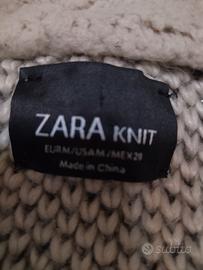 ZARA KNIT
EUR M/USA M/MEX 28
Made in China
subito